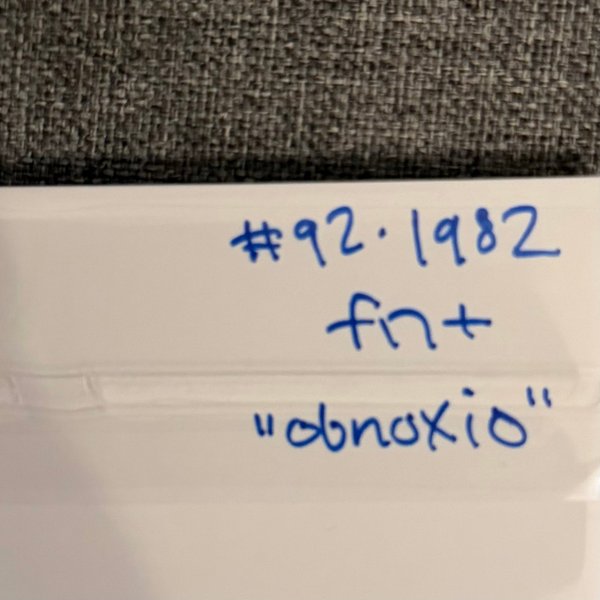 #92 · 1982
fn+
"obnoxio"